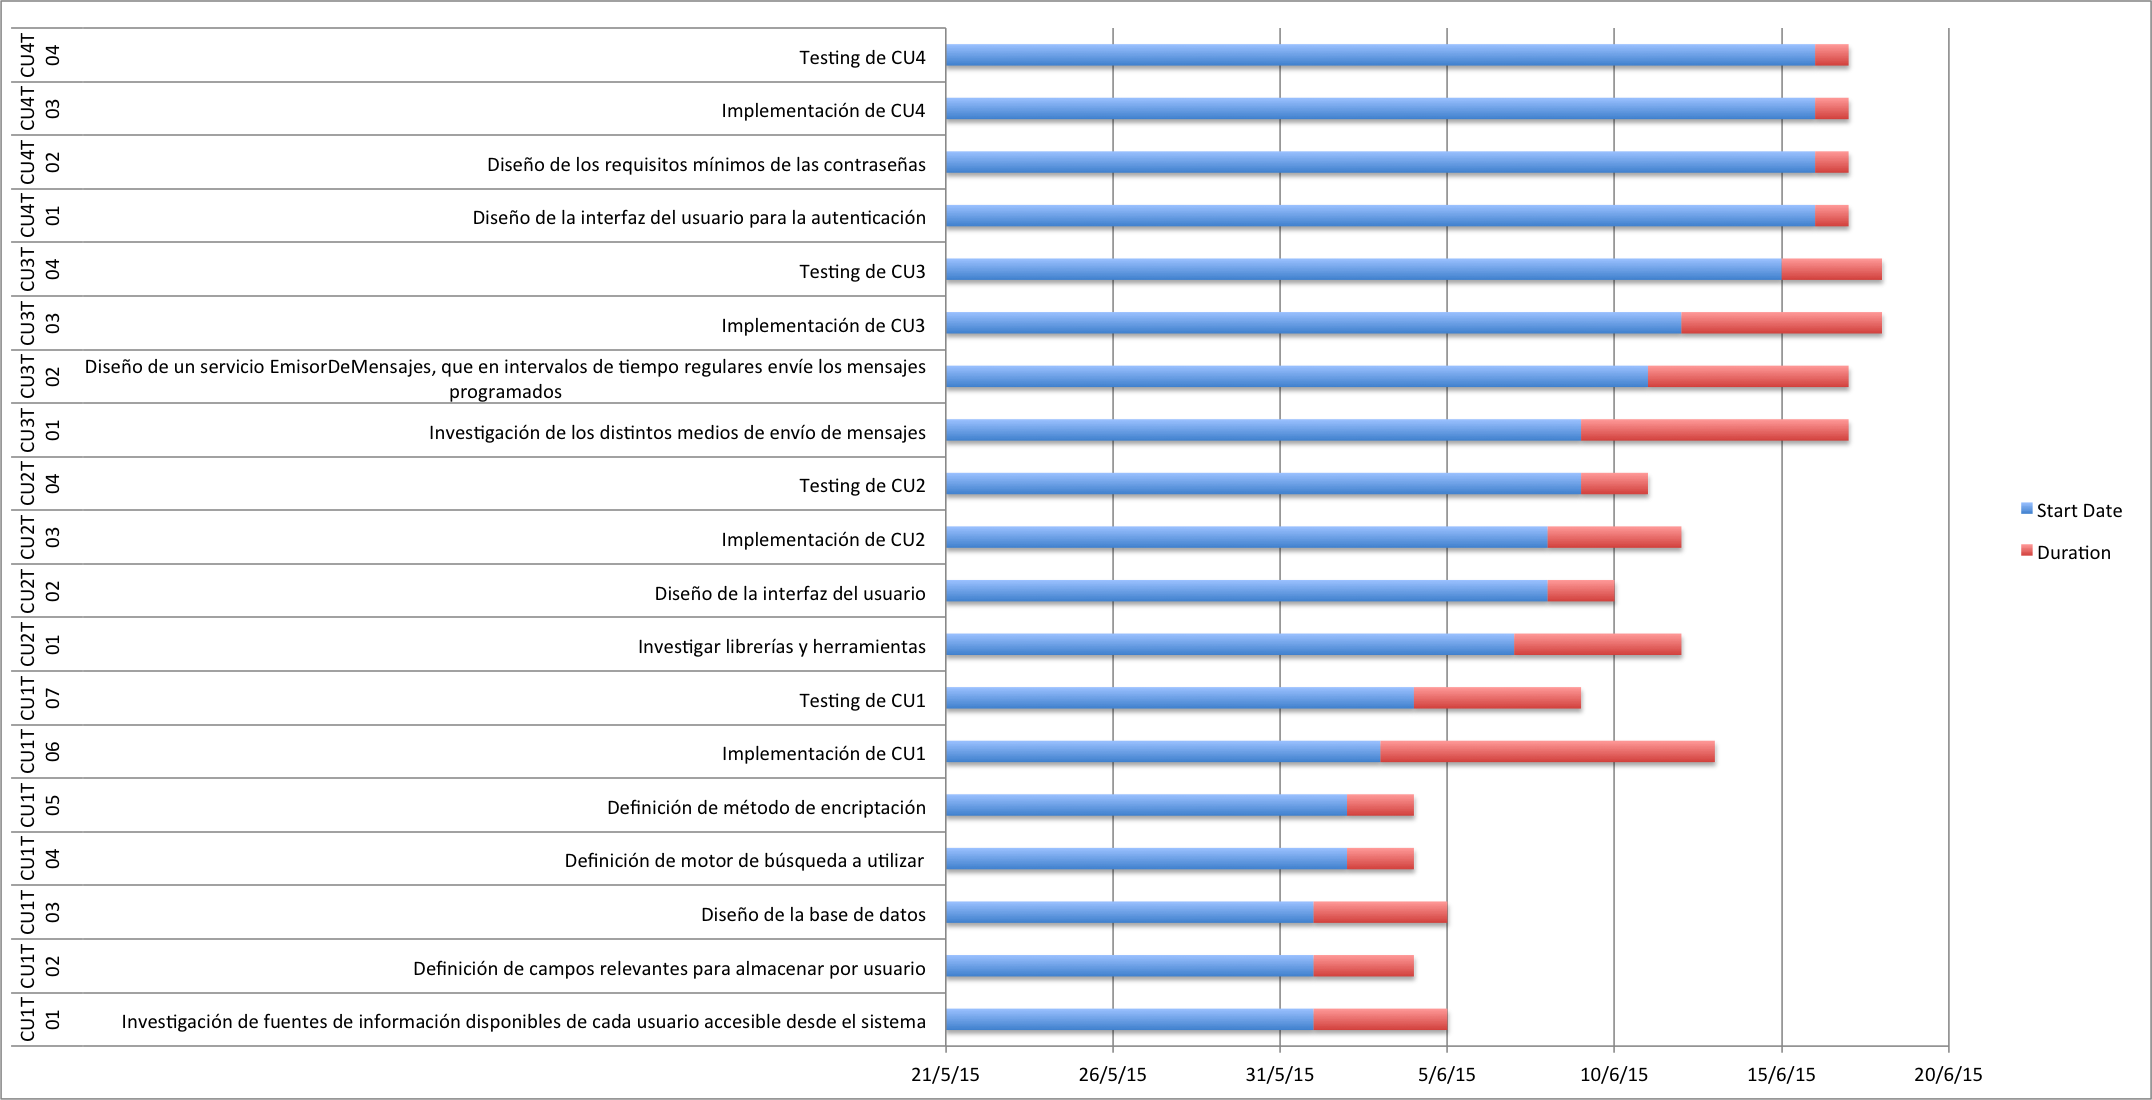 CU4T
04
Testing de CU4
CU4T
03
Implementación de CU4
CU4T
02
Diseño de los requisitos mínimos de las contraseñas
CU4T
01
Diseño de la interfaz del usuario para la autenticación
CU3T
04
Testing de CU3
CU3T
03
Implementación de CU3
CU3T
02
Diseño de un servicio EmisorDeMensajes, que en intervalos de tiempo regulares envíe los mensajes
programados
CU3T
01
Investigación de los distintos medios de envío de mensajes
CU2T
04
Testing de CU2
CU2T
03
Implementación de CU2
CU2T
02
Diseño de la interfaz del usuario
CU2T
01
Investigar librerías y herramientas
CU1T
07
Testing de CU1
CU1T
06
Implementación de CU1
CU1T
05
Definición de método de encriptación
CU1T
04
Definición de motor de búsqueda a utilizar
CU1T
03
Diseño de la base de datos
CU1T
02
Definición de campos relevantes para almacenar por usuario
CU1T
01
Investigación de fuentes de información disponibles de cada usuario accesible desde el sistema
21/5/15 26/5/15 31/5/15 5/6/15 10/6/15 15/6/15 20/6/15
Start Date
Duration